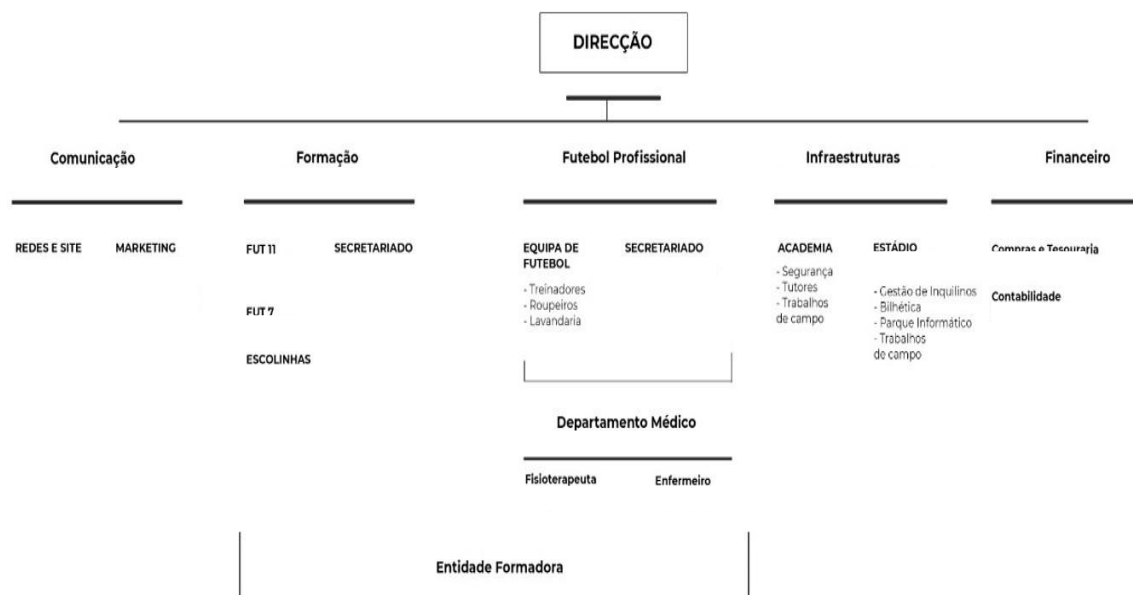 DIRECÇÃO
Comunicação
Formação
Futebol Profissional
Infraestruturas
Financeiro
REDES E SITE
MARKETING
FUT 11
SECRETARIADO
FUT 7
ESCOLINHAS
EQUIPA DE
FUTEBOL
- Treinadores
- Roupeiros
- Lavandaria
SECRETARIADO
ACADEMIA
- Segurança
- Tutores
- Trabalhos
de campo
ESTÁDIO
- Gestão de Inquilinos
- Bilhética
- Parque Informático
- Trabalhos
de campo
Compras e Tesouraria
Contabilidade
Departamento Médico
Fisioterapeuta
Enfermeiro
Entidade Formadora